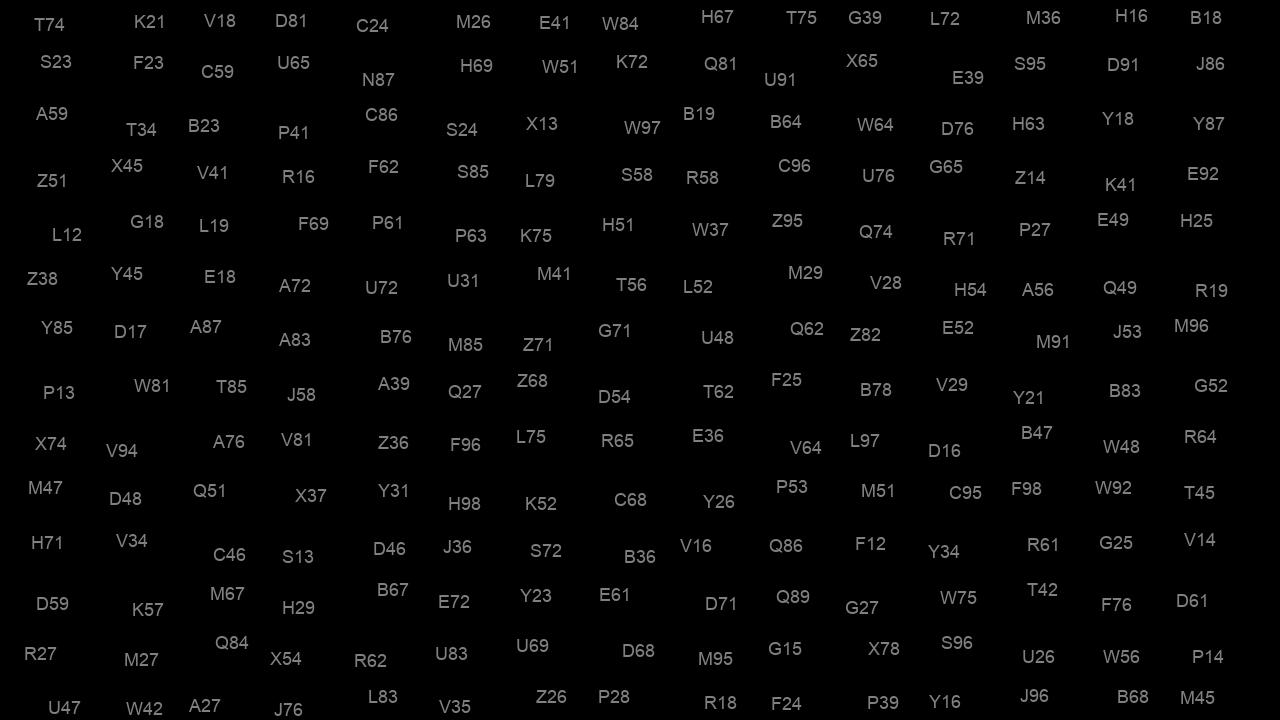 T74 K21 V18 D81 C24 M26 E41 W84 H67 T75 G39 L72 M36 H16 B18
S23 F23 C59 U65 N87 H69 W51 K72 Q81 U91 X65 E39 S95 D91 J86
A59 T34 B23 P41 C86 S24 X13 W97 B19 B64 W64 D76 H63 Y18 Y87
Z51 X45 V41 R16 F62 S85 L79 S58 R58 C96 U76 G65 Z14 K41 E92
L12 G18 L19 F69 P61 P63 K75 H51 W37 Z95 Q74 R71 P27 E49 H25
Z38 Y45 E18 A72 U72 U31 M41 T56 L52 M29 V28 H54 A56 Q49 R19
Y85 D17 A87 A83 B76 M85 Z71 G71 U48 Q62 Z82 E52 M91 J53 M96
P13 W81 T85 J58 A39 Q27 Z68 D54 T62 F25 B78 V29 Y21 B83 G52
X74 V94 A76 V81 Z36 F96 L75 R65 E36 V64 L97 D16 B47 W48 R64
M47 D48 Q51 X37 Y31 H98 K52 C68 Y26 P53 M51 C95 F98 W92 T45
H71 V34 C46 S13 D46 J36 S72 B36 V16 Q86 F12 Y34 R61 G25 V14
D59 K57 M67 H29 B67 E72 Y23 E61 D71 Q89 G27 W75 T42 F76 D61
R27 M27 Q84 X54 R62 U83 U69 D68 M95 G15 X78 S96 U26 W56 P14
U47 W42 A27 J76 L83 V35 Z26 P28 R18 F24 P39 Y16 J96 B68 M45